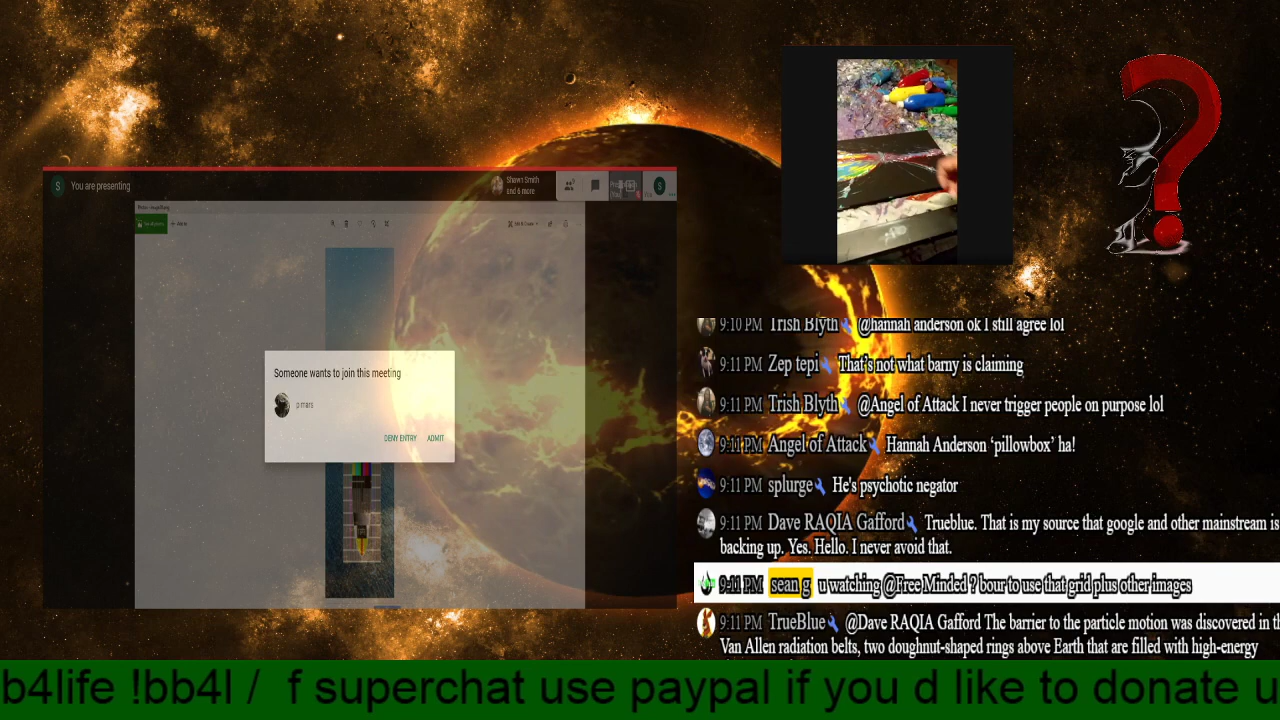 S You are presenting
Shawn Smith
and 6 more
S
Someone wants to join this meeting
p mars
DENY ENTRY ADMIT
9:10 PM Trish Blyth @hannah anderson ok I still agree lol
9:11 PM Zep tepi That's not what barny is claiming
9:11 PM Trish Blyth @Angel of Attack I never trigger people on purpose lol
9:11 PM Angel of Attack Hannah Anderson ‘pillowbox’ ha!
9:11 PM splurge He's psychotic negator
9:11 PM Dave RAQIA Gafford Trueblue. That is my source that google and other mainstream is
backing up. Yes. Hello. I never avoid that.
9:11 PM sean g u watching @Free Minded ? bour to use that grid plus other images
9:11 PM TrueBlue @Dave RAQIA Gafford The barrier to the particle motion was discovered in th
Van Allen radiation belts, two doughnut-shaped rings above Earth that are filled with high-energy
b4life !bb4l / f superchat use paypal if you d like to donate u